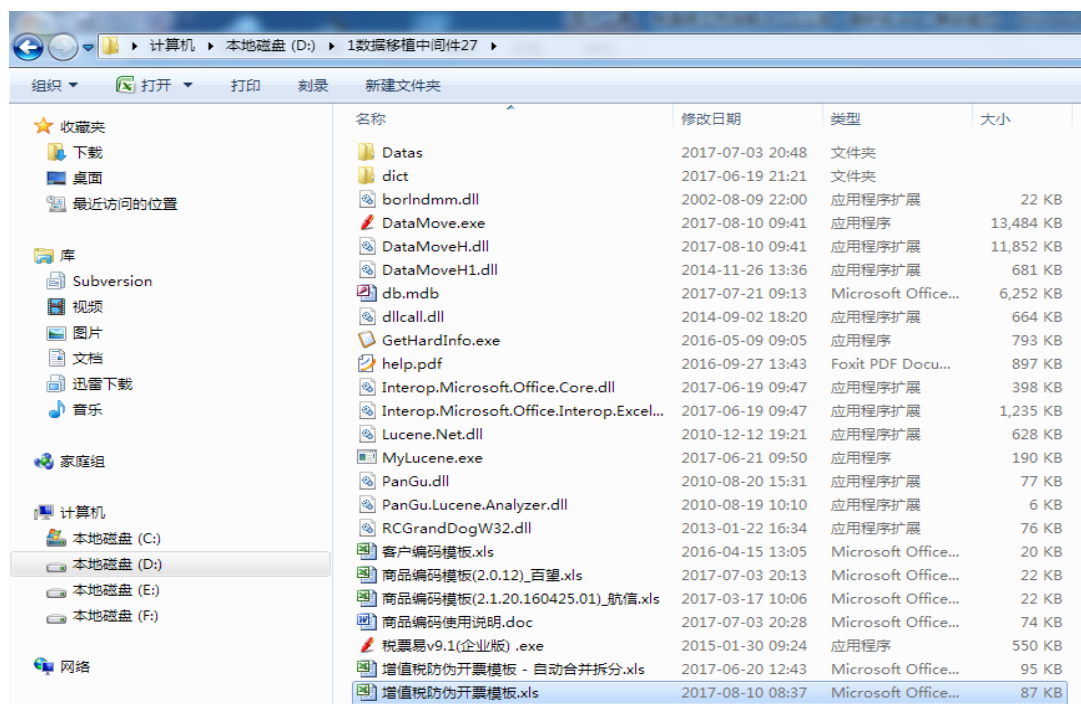 计算机 ▸ 本地磁盘 (D:) ▸ 1数据移植中间件27 ▸
组织 打开 打印 刻录 新建文件夹
收藏夹
下载
桌面
最近访问的位置
库
Subversion
视频
图片
文档
迅雷下载
音乐
家庭组
计算机
本地磁盘 (C:)
本地磁盘 (D:)
本地磁盘 (E:)
本地磁盘 (F:)
网络
名称 修改日期 类型 大小
Datas 2017-07-03 20:48 文件夹
dict 2017-06-19 21:21 文件夹
borlndmm.dll 2002-08-09 22:00 应用程序扩展 22 KB
DataMove.exe 2017-08-10 09:41 应用程序 13,484 KB
DataMoveH.dll 2017-08-10 09:41 应用程序扩展 11,852 KB
DataMoveH1.dll 2014-11-26 13:36 应用程序扩展 681 KB
db.mdb 2017-07-21 09:13 Microsoft Office... 6,252 KB
dllcall.dll 2014-09-02 18:20 应用程序扩展 664 KB
GetHardInfo.exe 2016-05-09 09:05 应用程序 793 KB
help.pdf 2016-09-27 13:43 Foxit PDF Docu... 897 KB
Interop.Microsoft.Office.Core.dll 2017-06-19 09:47 应用程序扩展 398 KB
Interop.Microsoft.Office.Interop.Excel... 2017-06-19 09:47 应用程序扩展 1,235 KB
Lucene.Net.dll 2010-12-12 19:21 应用程序扩展 628 KB
MyLucene.exe 2017-06-21 09:50 应用程序 190 KB
PanGu.dll 2010-08-20 15:31 应用程序扩展 77 KB
PanGu.Lucene.Analyzer.dll 2010-08-19 10:10 应用程序扩展 6 KB
RCGrandDogW32.dll 2013-01-22 16:34 应用程序扩展 76 KB
客户编码模板.xls 2016-04-15 13:05 Microsoft Office... 20 KB
商品编码模板(2.0.12)_百望.xls 2017-07-03 20:13 Microsoft Office... 22 KB
商品编码模板(2.1.20.160425.01)_航信.xls 2017-03-17 10:06 Microsoft Office... 22 KB
商品编码使用说明.doc 2017-07-03 20:28 Microsoft Office... 74 KB
税票易v9.1(企业版) .exe 2015-01-30 09:24 应用程序 550 KB
增值税防伪开票模板 - 自动合并拆分.xls 2017-06-20 12:43 Microsoft Office... 95 KB
增值税防伪开票模板.xls 2017-08-10 08:37 Microsoft Office... 87 KB